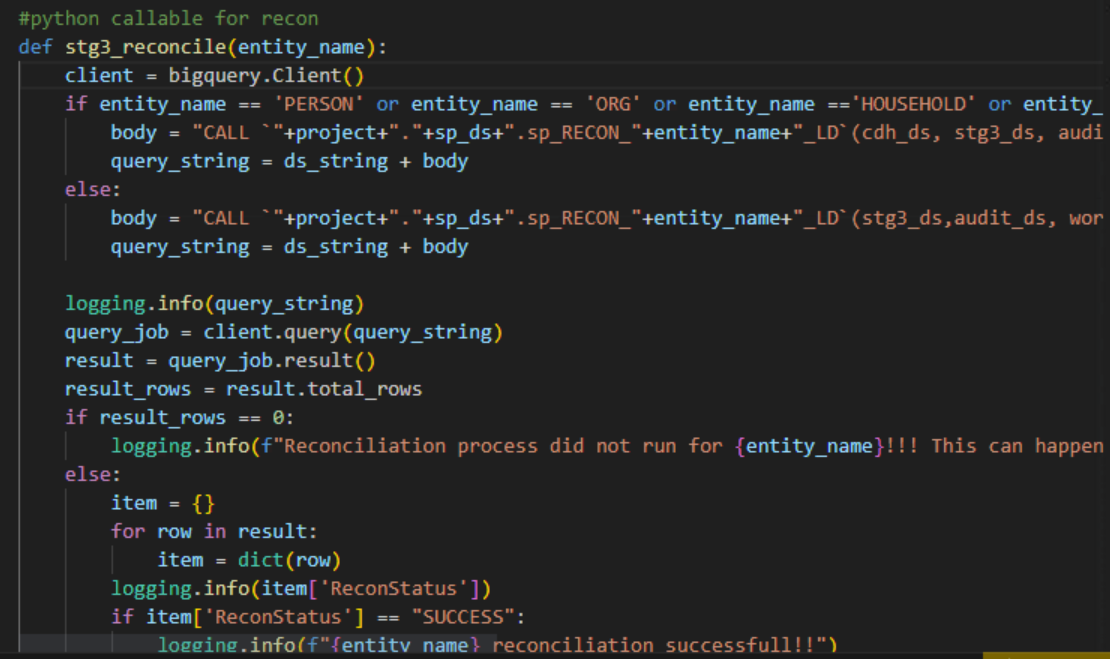 #python callable for recon
def stg3_reconcile(entity_name):
    client = bigquery.Client()
    if entity_name == 'PERSON' or entity_name == 'ORG' or entity_name =='HOUSEHOLD' or entity_
        body = "CALL `"+project+"."+sp_ds+".sp_RECON_"+entity_name+"_LD`(cdh_ds, stg3_ds, audi
        query_string = ds_string + body
    else:
        body = "CALL `"+project+"."+sp_ds+".sp_RECON_"+entity_name+"_LD`(stg3_ds,audit_ds, wor
        query_string = ds_string + body
    logging.info(query_string)
    query_job = client.query(query_string)
    result = query_job.result()
    result_rows = result.total_rows
    if result_rows == 0:
        logging.info(f"Reconciliation process did not run for {entity_name}!!! This can happen
    else:
        item = {}
        for row in result:
            item = dict(row)
        logging.info(item['ReconStatus'])
        if item['ReconStatus'] == "SUCCESS":
            logging.info(f"{entity_name} reconciliation successfull!!")